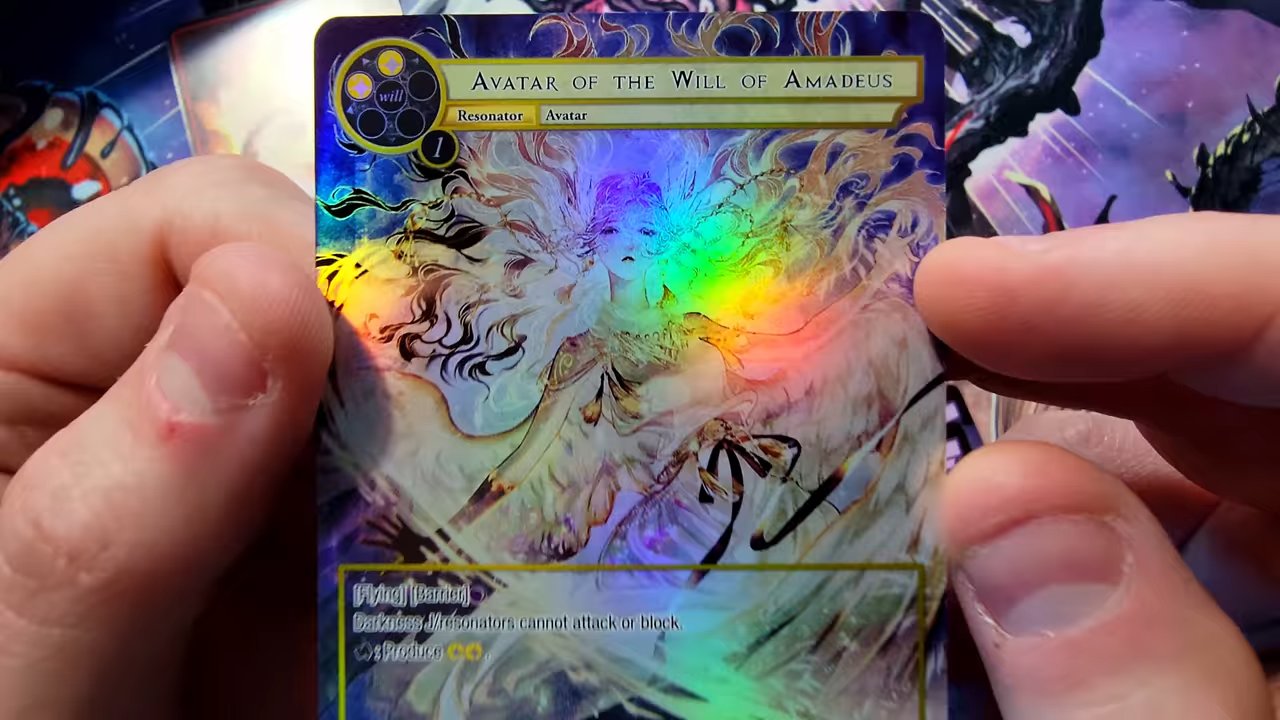 will
AVATAR OF THE WILL OF AMADEUS
Resonator Avatar
1
[Flying] [Barrier]
Darkness J/resonators cannot attack or block.
: Produce .